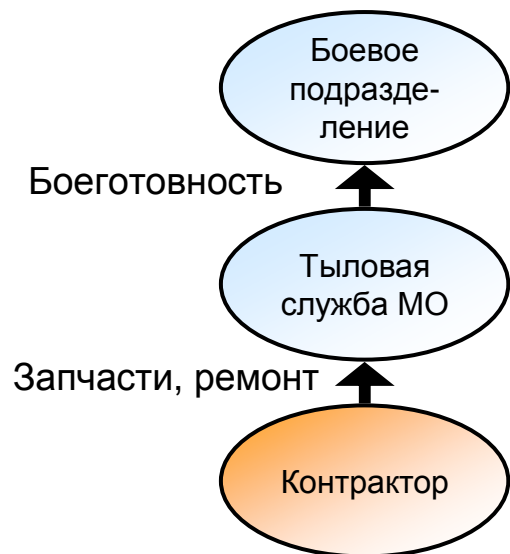 Боевое
подразде-
ление
Боеготовность
Тыловая
служба МО
Запчасти, ремонт
Контрактор